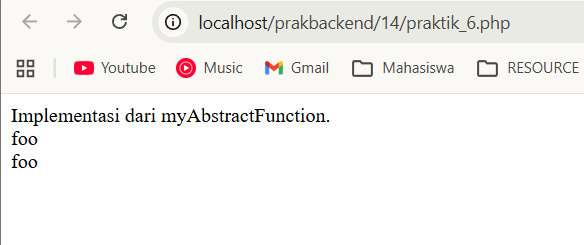 localhost/prakbackend/14/praktik_6.php
Youtube Music Gmail Mahasiswa RESOURCE
Implementasi dari myAbstractFunction.
foo
foo